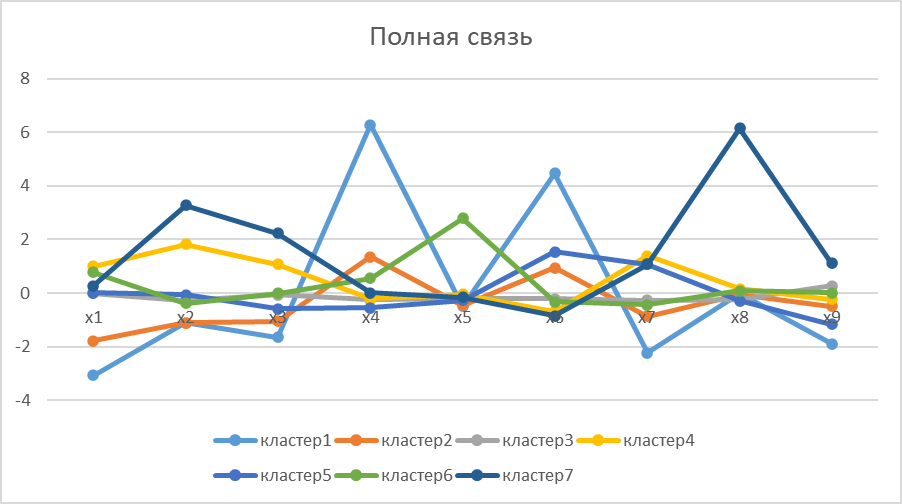 Полная связь
8
6
4
2
0
-2
-4
x1 x2 x3 x4 x5 x6 x7 x8 x9
кластер1 кластер2 кластер3 кластер4
кластер5 кластер6 кластер7